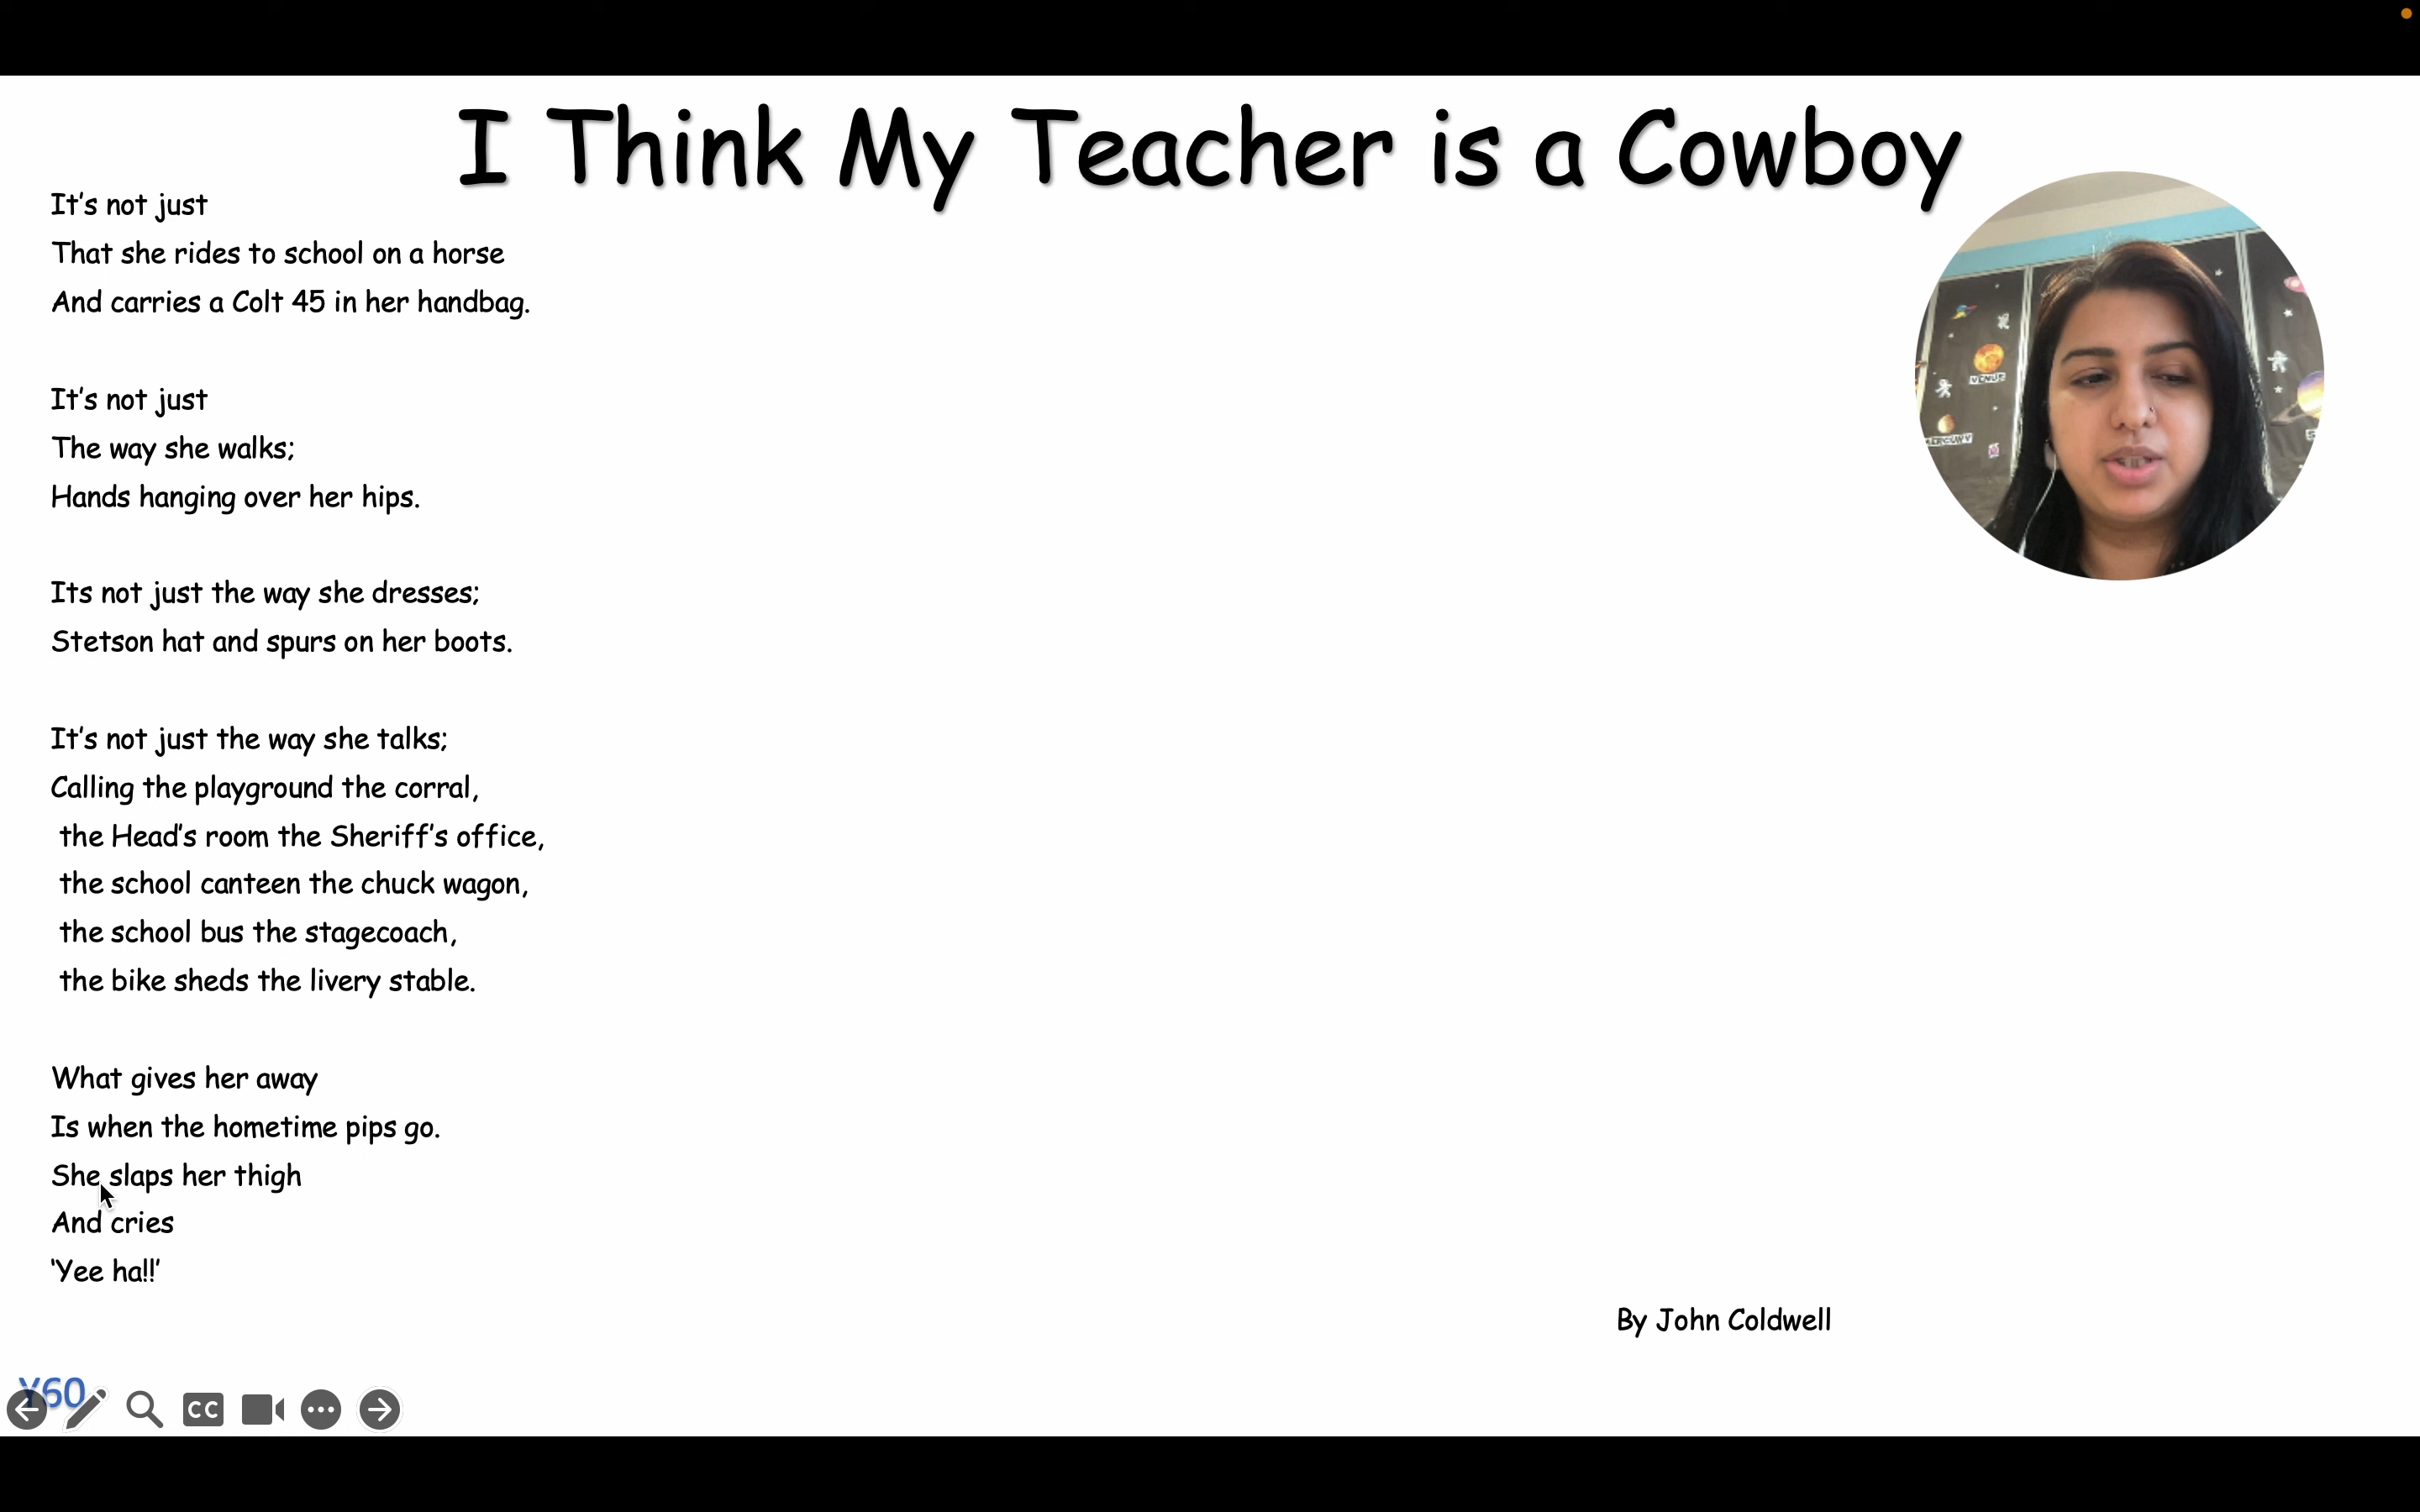 I Think My Teacher is a Cowboy
It's not just
That she rides to school on a horse
And carries a Colt 45 in her handbag.
It's not just
The way she walks;
Hands hanging over her hips.
Its not just the way she dresses;
Stetson hat and spurs on her boots.
It's not just the way she talks;
Calling the playground the corral,
the Head's room the Sheriff's office,
the school canteen the chuck wagon,
the school bus the stagecoach,
the bike sheds the livery stable.
What gives her away
Is when the hometime pips go.
She slaps her thigh
And cries
‘Yee ha!!’
By John Coldwell
Y60
CC
VENUS